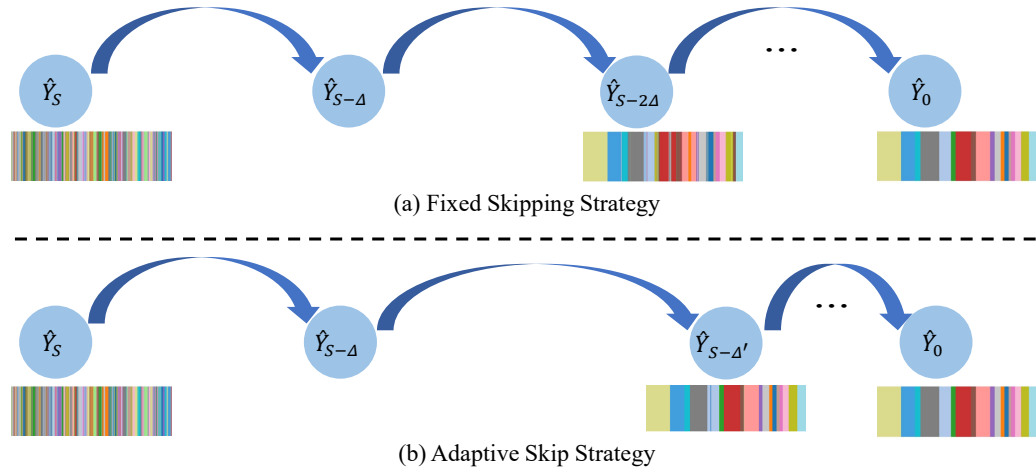 ...
Ŷ_S Ŷ_{S−Δ} Ŷ_{S−2Δ} Ŷ_0
(a) Fixed Skipping Strategy
...
Ŷ_S Ŷ_{S−Δ} Ŷ_{S−Δ′} Ŷ_0
(b) Adaptive Skip Strategy